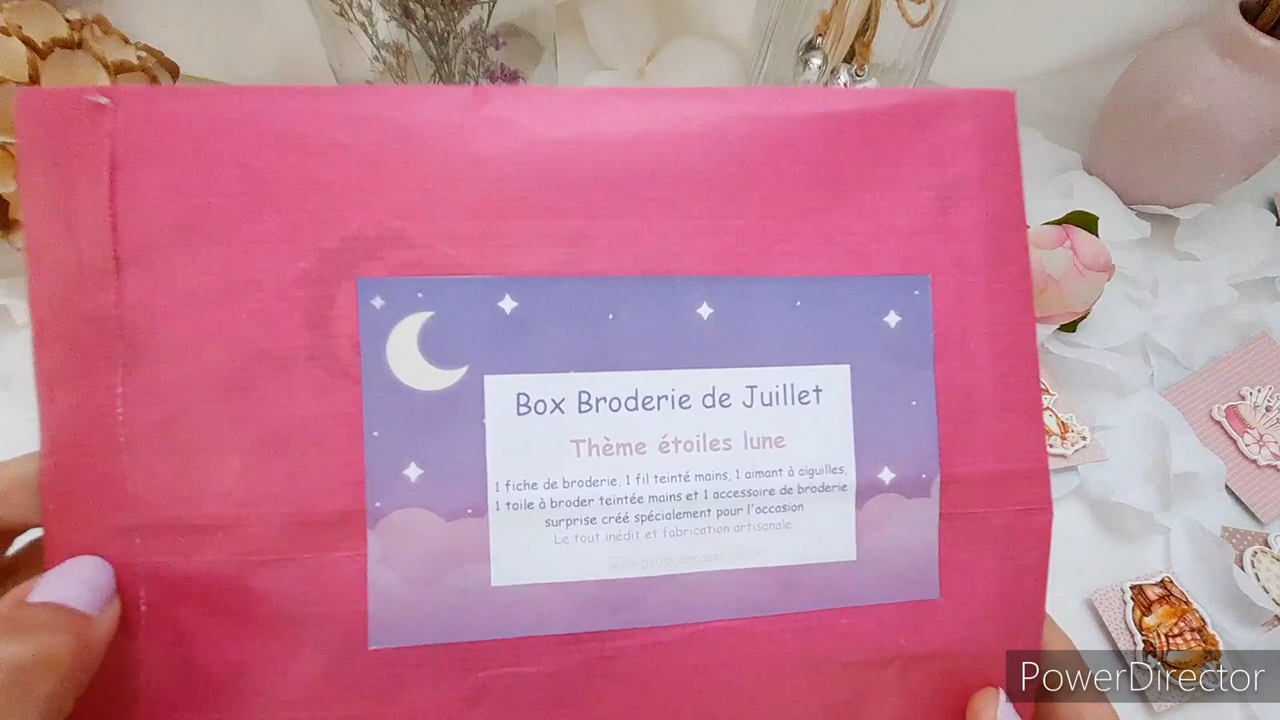 Box Broderie de Juillet
Thème étoiles lune
1 fiche de broderie, 1 fil teinté mains, 1 aimant à aiguilles,
1 toile à broder teintée mains et 1 accessoire de broderie
surprise créé spécialement pour l'occasion
Le tout inédit et fabrication artisanale
PowerDirector